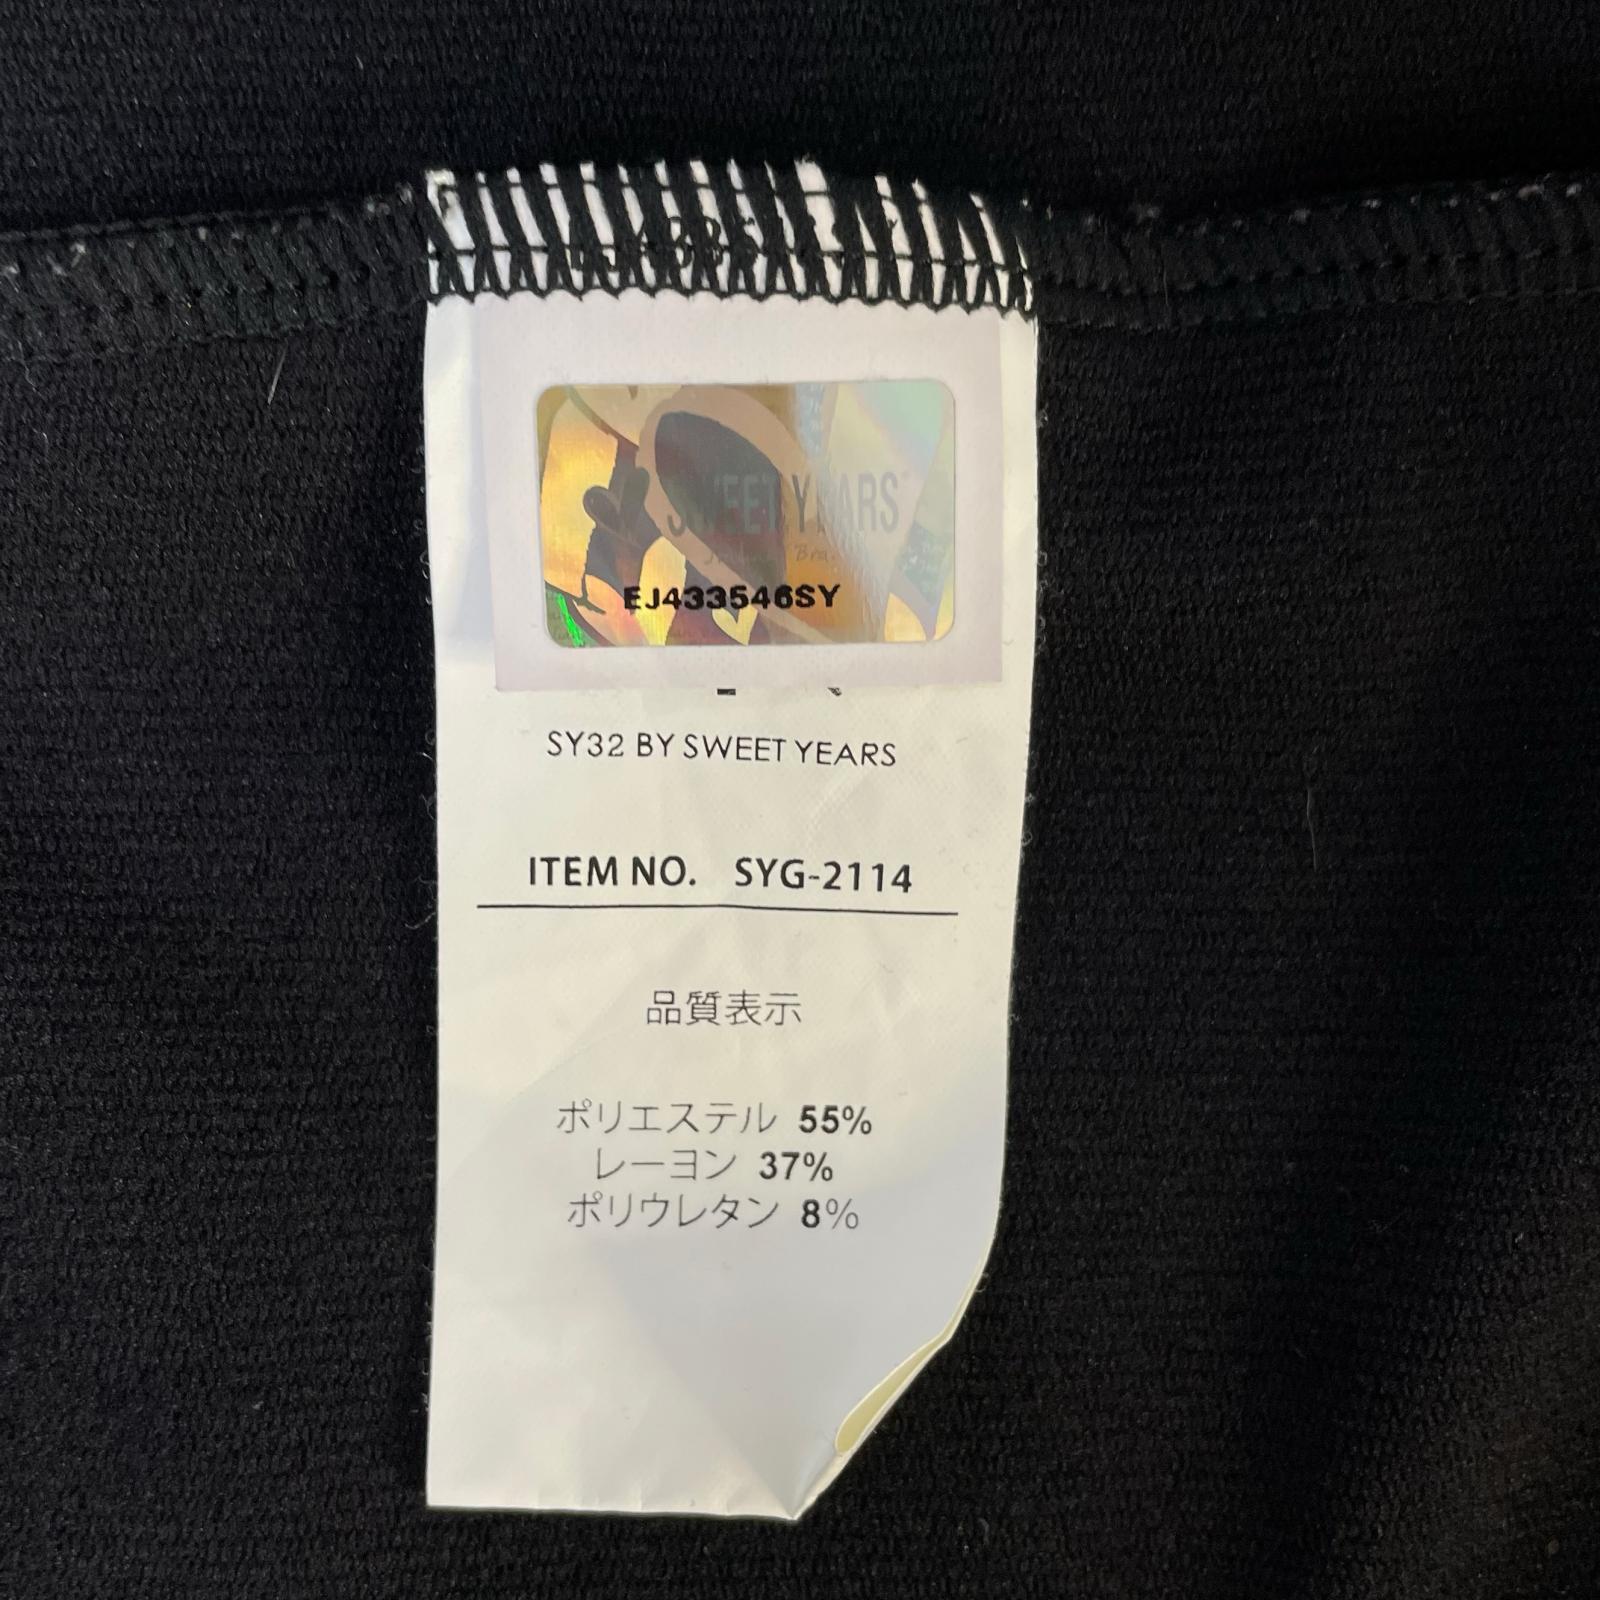 SWEET YEARS
EJ433546SY
SY32 BY SWEET YEARS
ITEM NO. SYG-2114
品質表示
ポリエステル 55%
レーヨン 37%
ポリウレタン 8%